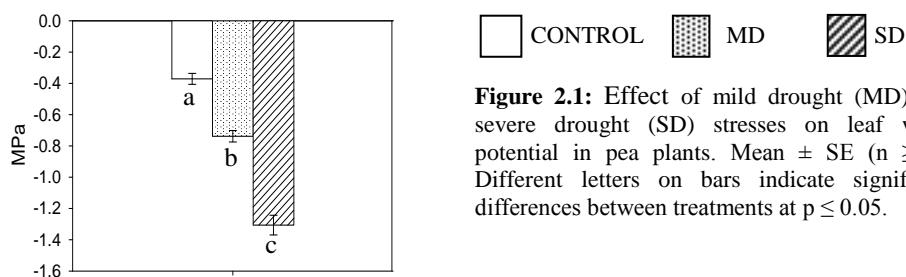 0.0
-0.2
-0.4
-0.6
-0.8
-1.0
-1.2
-1.4
-1.6
MPa
a
b
c
CONTROL MD SD
Figure 2.1: Effect of mild drought (MD)
severe drought (SD) stresses on leaf
potential in pea plants. Mean ± SE (n
Different letters on bars indicate
differences between treatments at p ≤ 0.05.